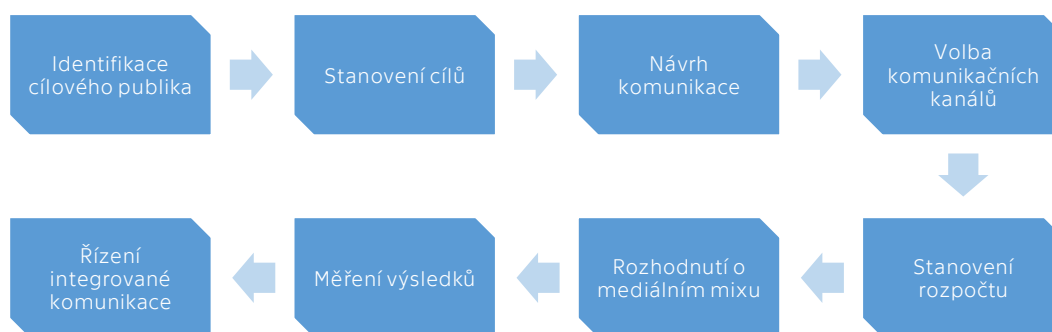 Identifikace
cílového publika
Stanovení cílů
Návrh
komunikace
Volba
komunikačních
kanálů
Stanovení
rozpočtu
Rozhodnutí o
mediálním mixu
Měření výsledků
Řízení
integrované
komunikace